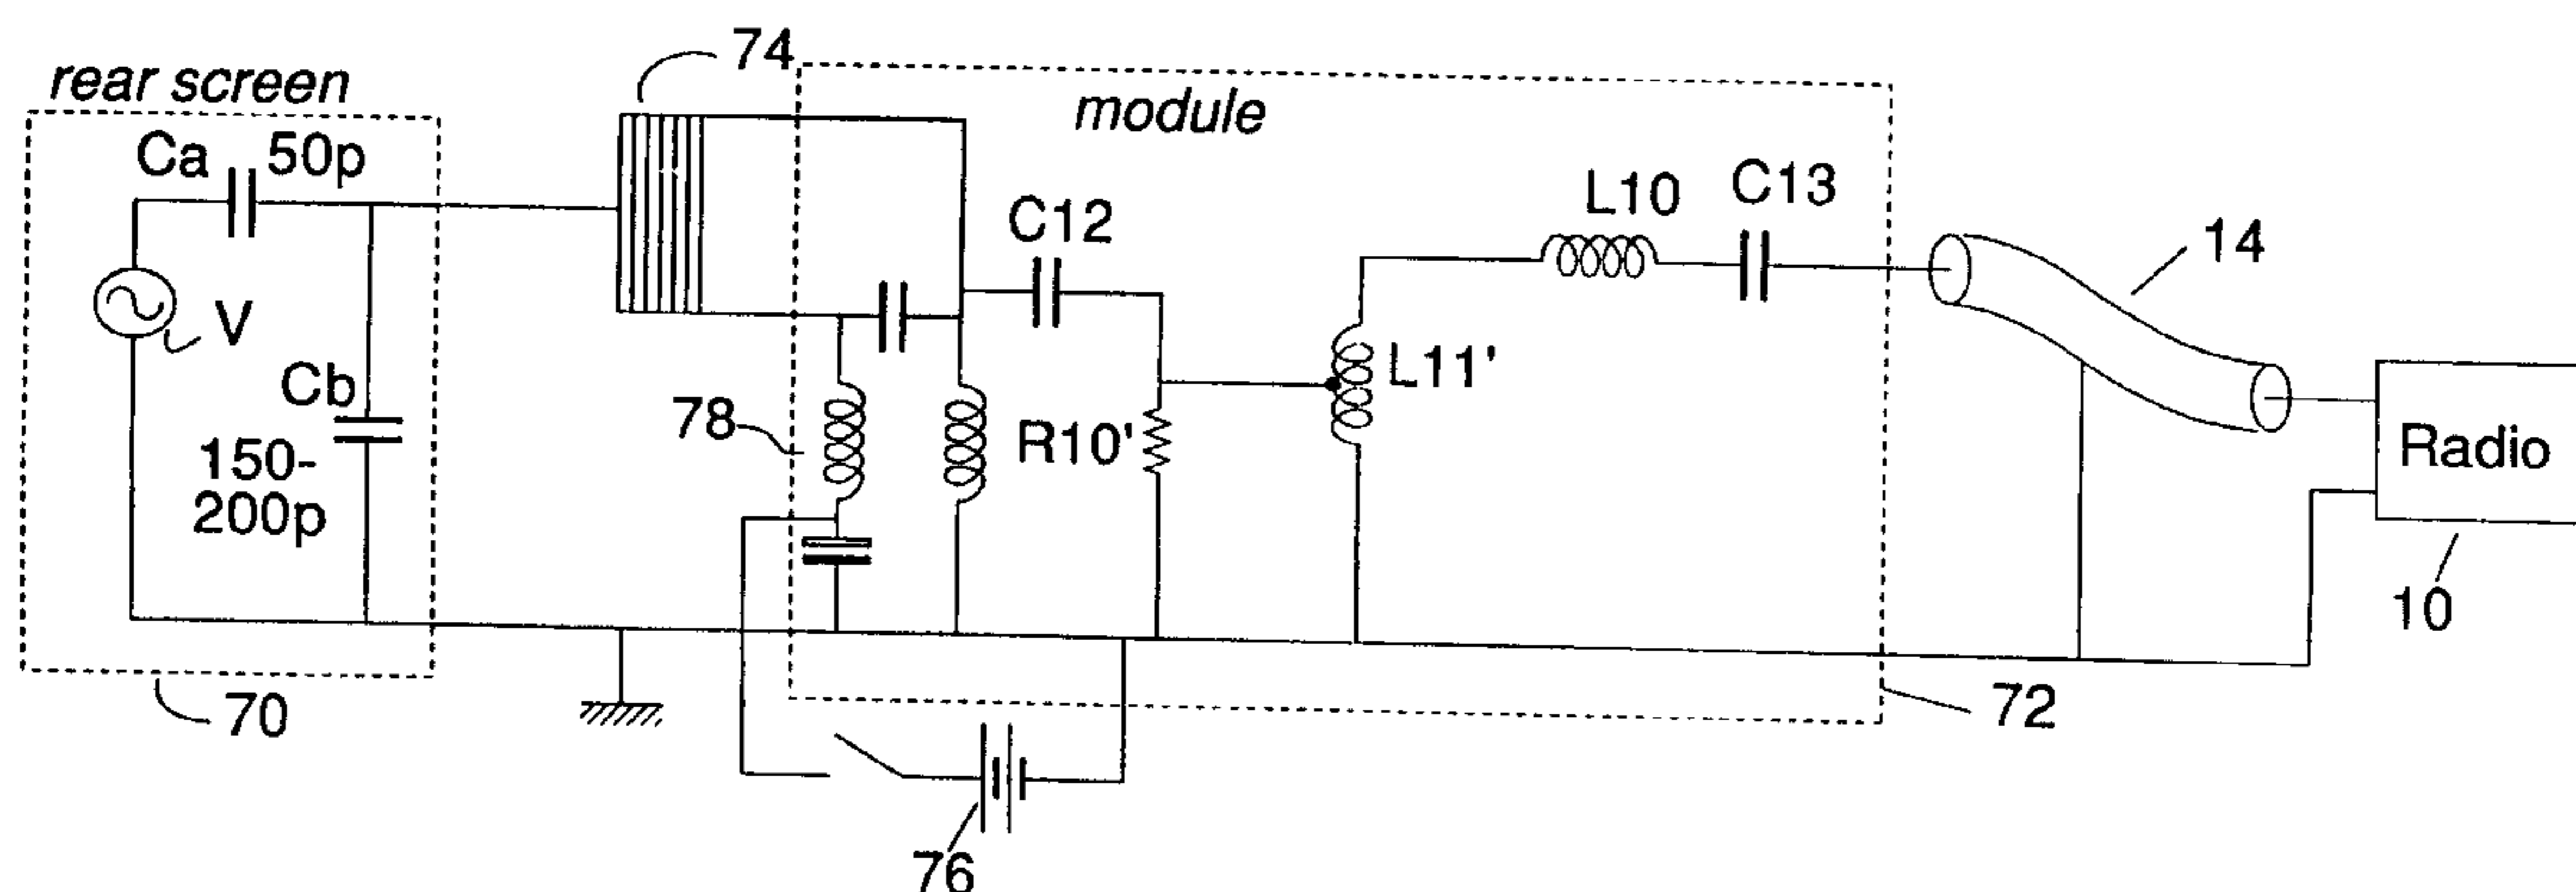 74
rear screen
module
Ca 50p
V
Cb
150-
200p
C12
L10 C13
14
78
R10'
L11'
Radio
10
70
72
76